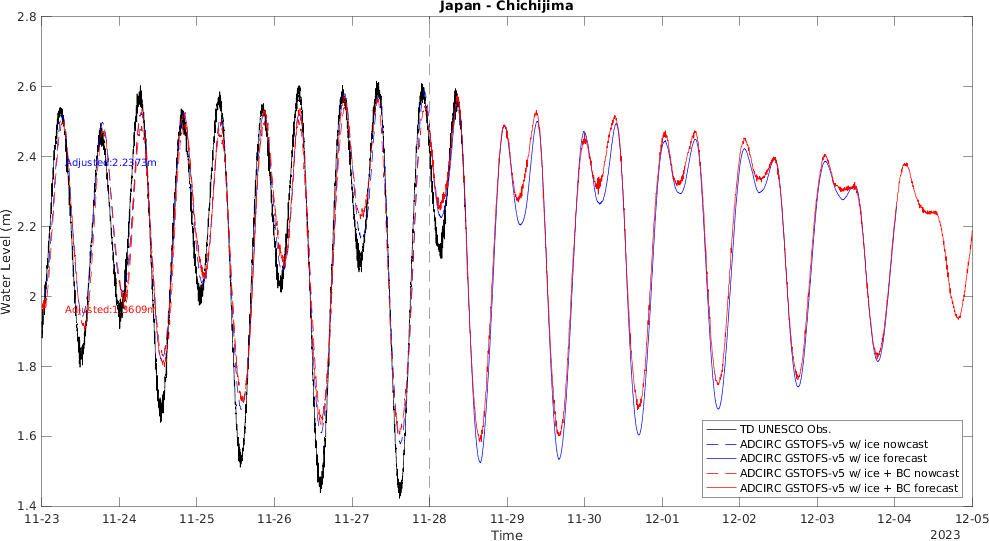 Japan - Chichijima
2.8
2.6
2.4
2.2
2
1.8
1.6
1.4
Water Level (m)
Adjusted:2.2373m
TD UNESCO Obs.
ADCIRC GSTOFS-v5 w/ ice nowcast
ADCIRC GSTOFS-v5 w/ ice forecast
ADCIRC GSTOFS-v5 w/ ice + BC nowcast
ADCIRC GSTOFS-v5 w/ ice + BC forecast
11-23 11-24 11-25 11-26 11-27 11-28 11-29 11-30 12-01 12-02 12-03 12-04 12-05
Time
2023